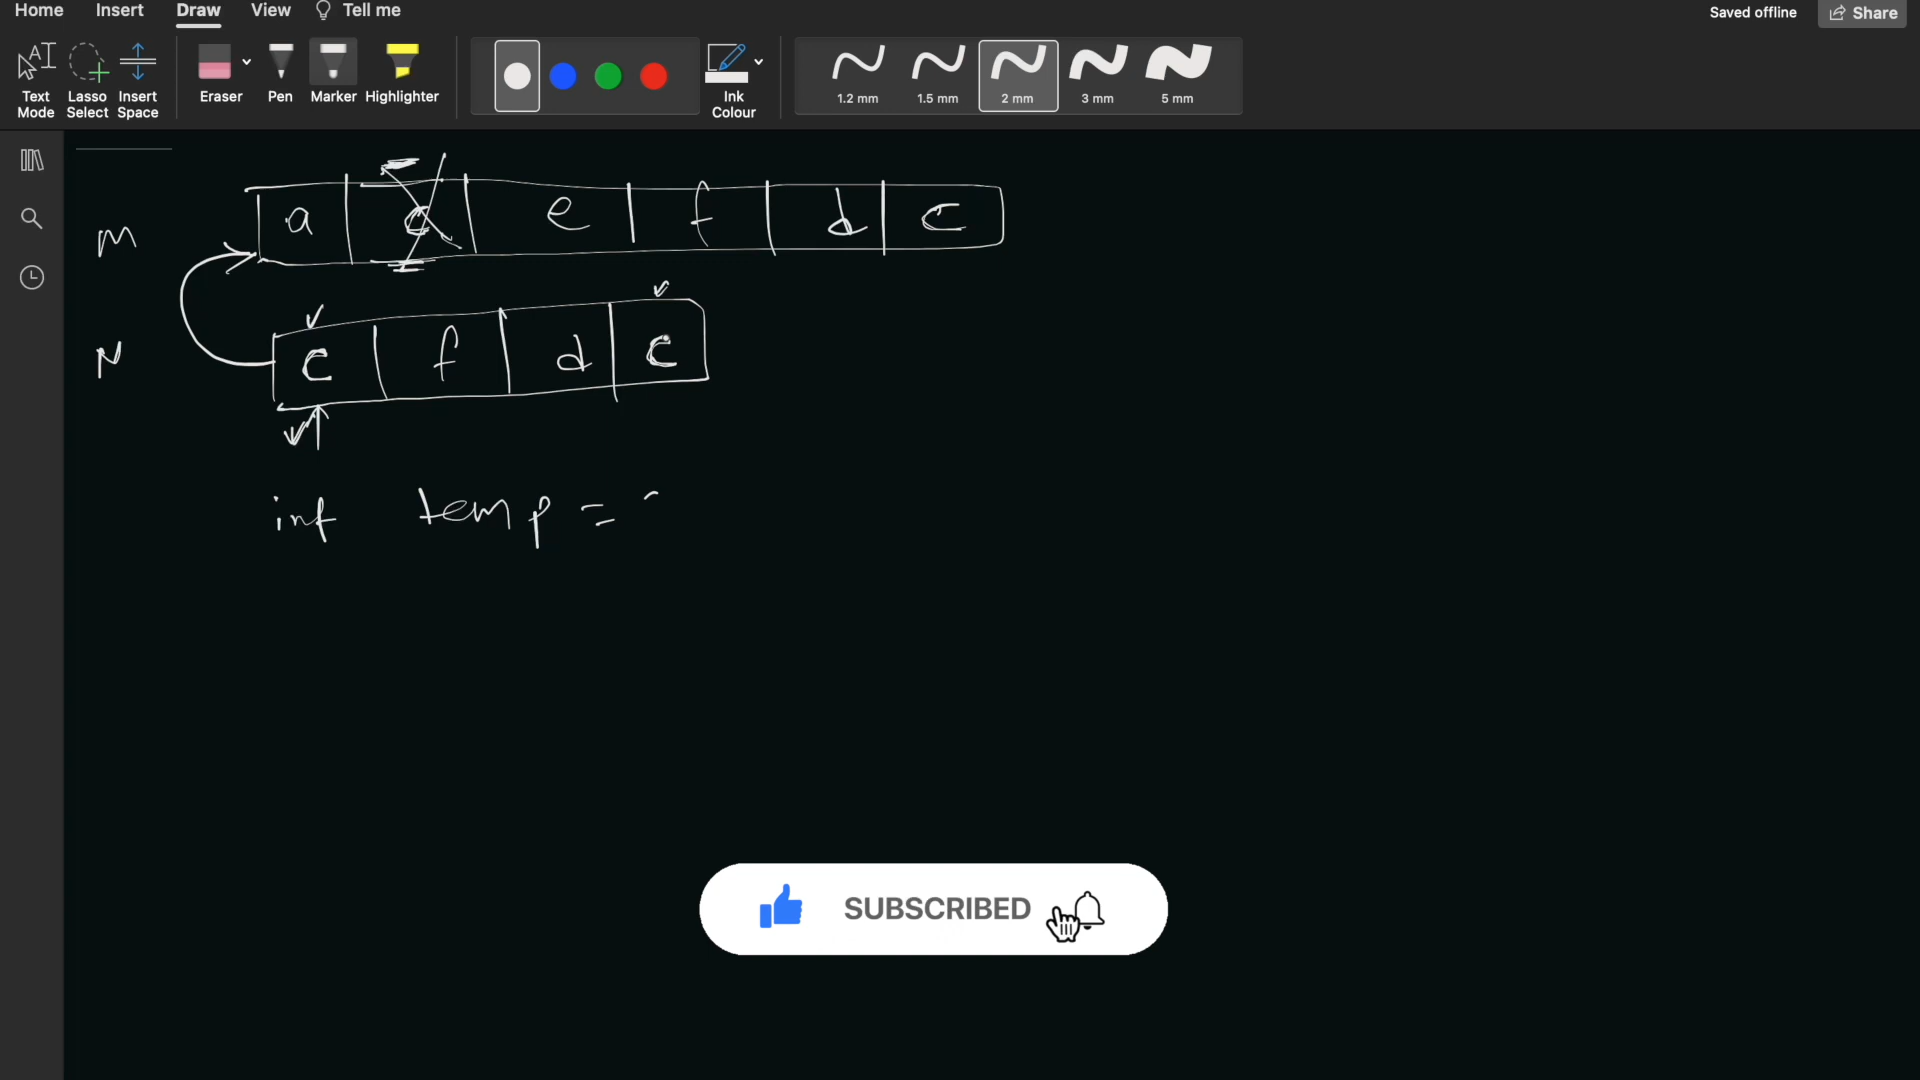 Home Insert Draw View Tell me Saved offline Share
Text Mode Lasso Select Insert Space Eraser Pen Marker Highlighter Ink Colour 1.2 mm 1.5 mm 2 mm 3 mm 5 mm
M a c e f d c
N c f d c
int temp =
SUBSCRIBED